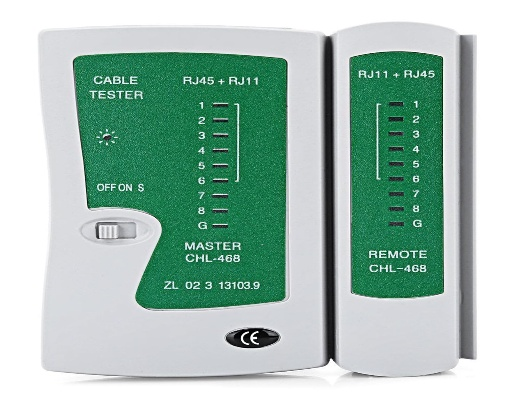 CABLE
TESTER
OFF ON S
RJ45 + RJ11
1
2
3
4
5
6
7
8
G
MASTER
CHL-468
ZL 02 3 13103.9
CE
RJ11 + RJ45
1
2
3
4
5
6
7
8
G
REMOTE
CHL-468